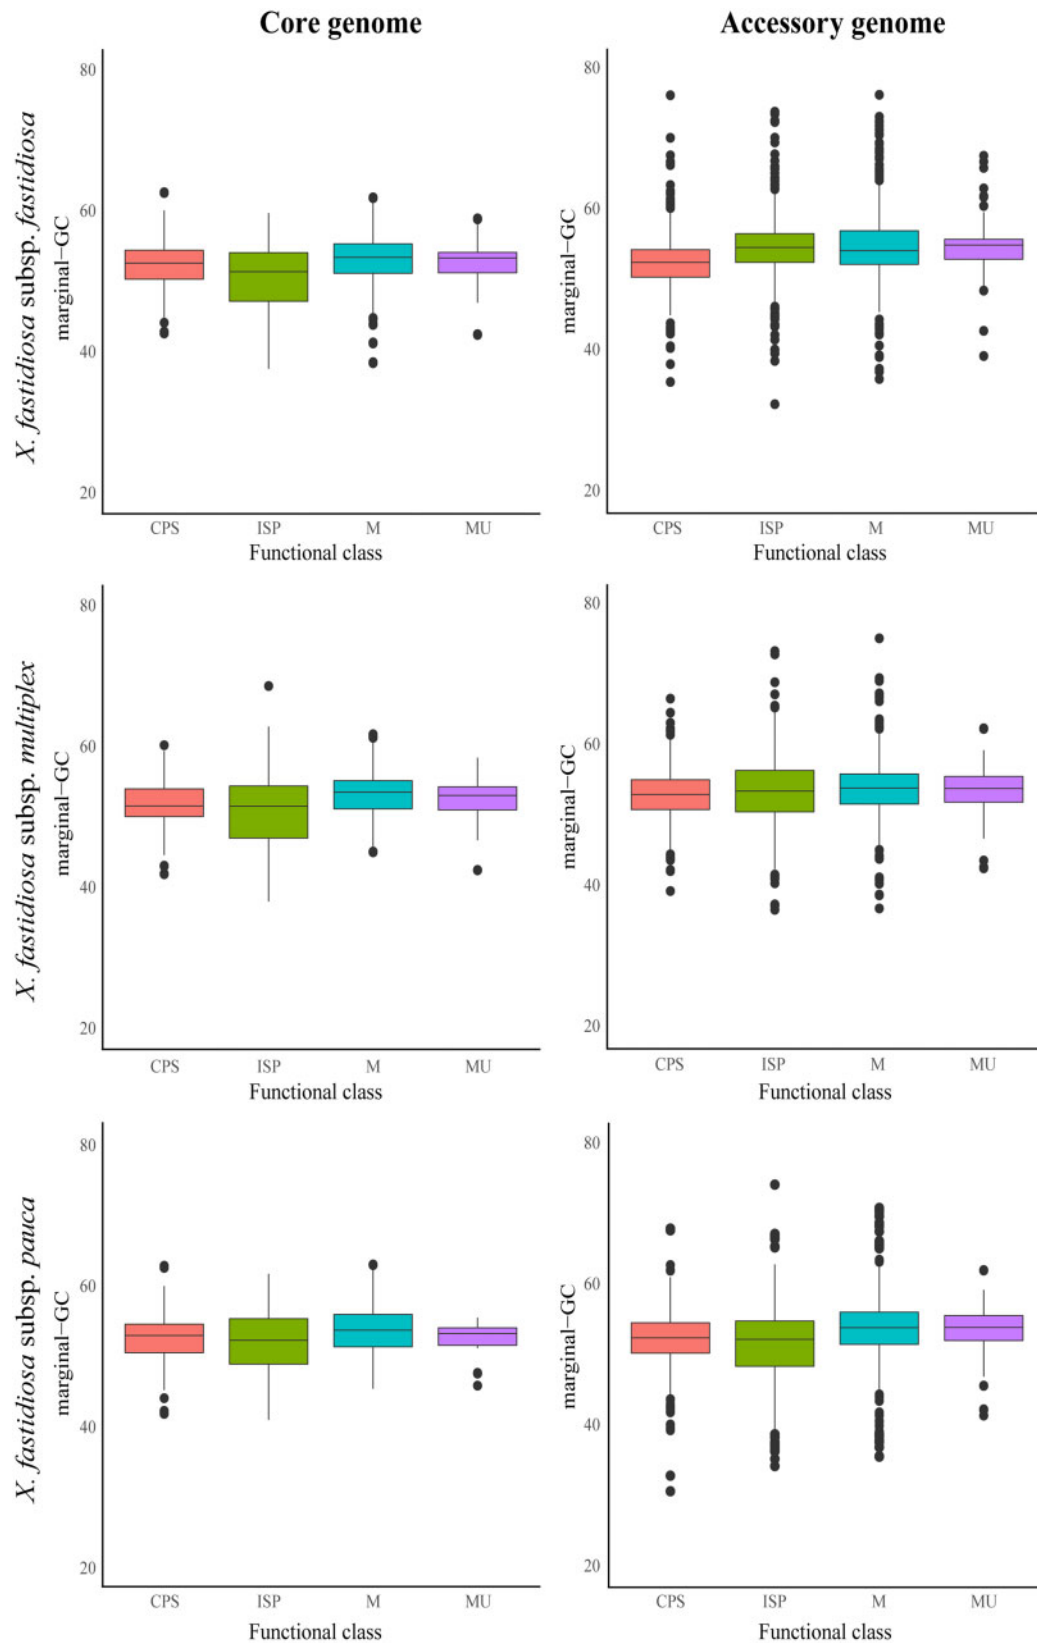 Core genome
Accessory genome
X. fastidiosa subsp. fastidiosa
marginal-GC
80
60
40
20
CPS ISP M MU
Functional class
marginal-GC
80
60
40
20
CPS ISP M MU
Functional class
X. fastidiosa subsp. multiplex
marginal-GC
80
60
40
20
CPS ISP M MU
Functional class
marginal-GC
80
60
40
20
CPS ISP M MU
Functional class
X. fastidiosa subsp. pauca
marginal-GC
80
60
40
20
CPS ISP M MU
Functional class
marginal-GC
80
60
40
20
CPS ISP M MU
Functional class